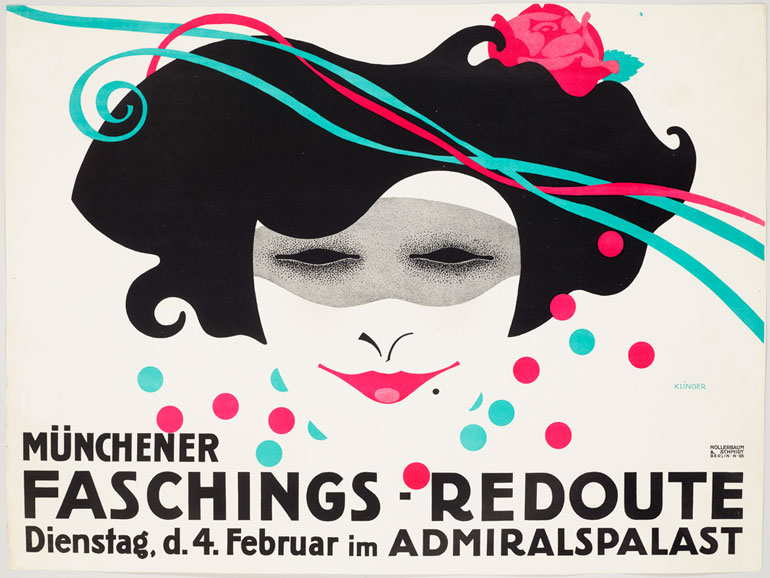 KLINGER.
MÜNCHENER
HOLLERBAUM
& SCHMIDT
BERLIN·N·65
FASCHINGS-REDOUTE
Dienstag, d. 4. Februar im ADMIRALSPALAST